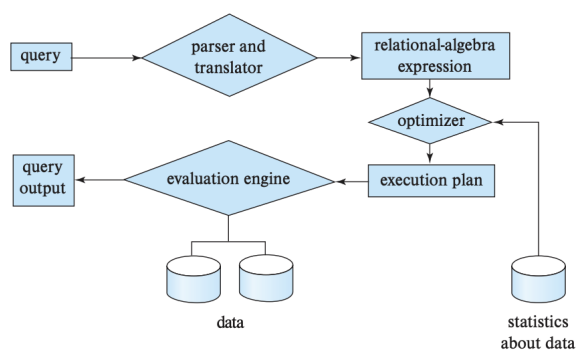 query
parser and
translator
relational-algebra
expression
optimizer
query
output
evaluation engine
execution plan
data
statistics
about data